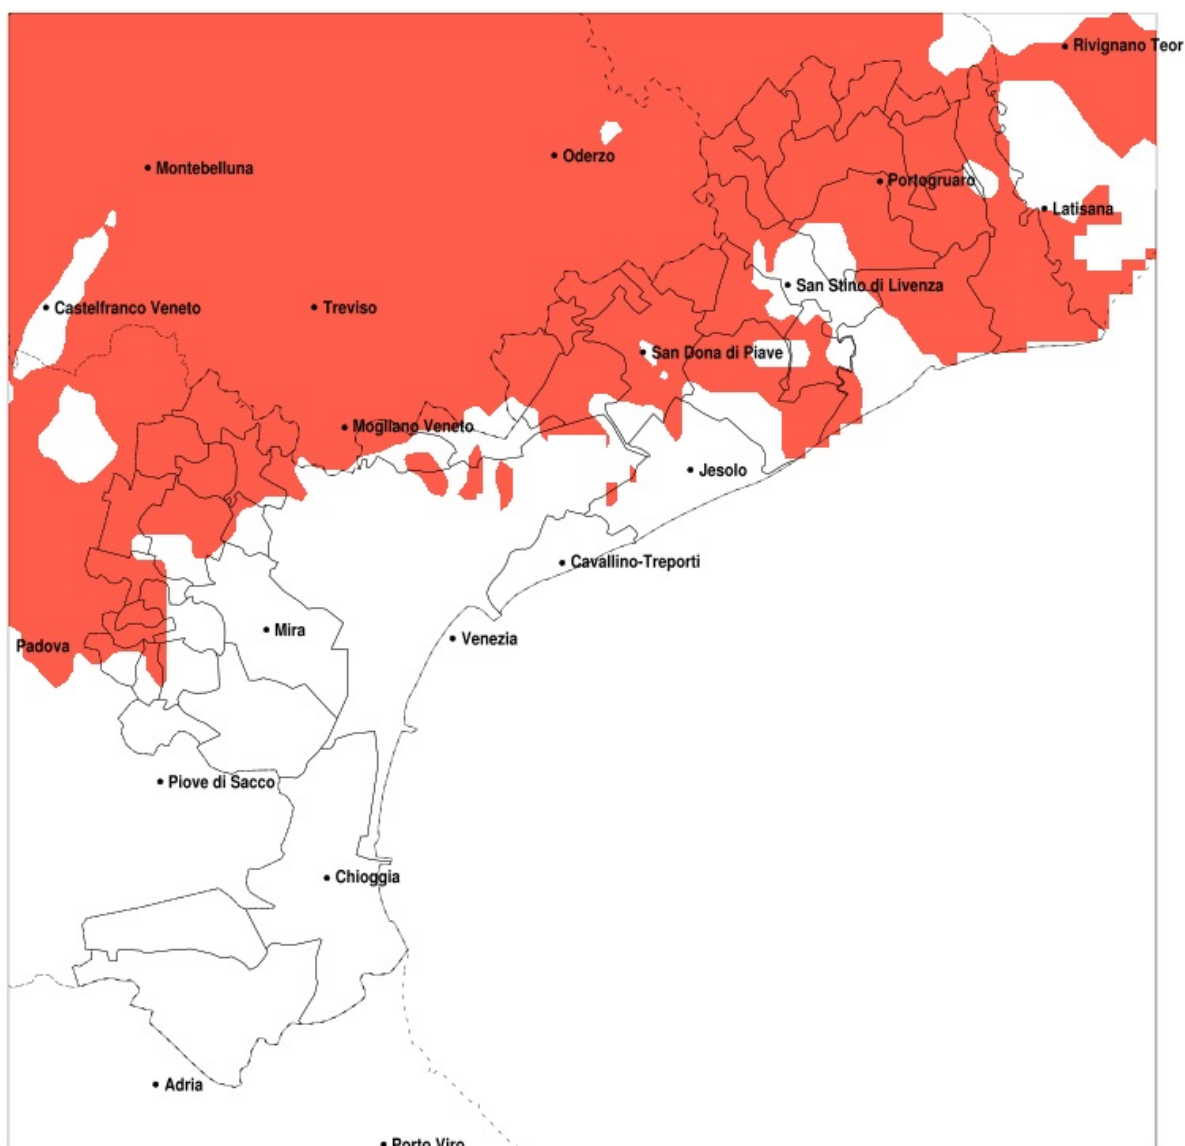 Rivignano Teor
Oderzo
Montebelluna
Portogruaro
Latisana
San Stino di Livenza
Castelfranco Veneto
Treviso
San Dona di Piave
Mogliano Veneto
Jesolo
Cavallino-Treporti
Mira
Venezia
Padova
Piove di Sacco
Chioggia
Adria
Porto Viro